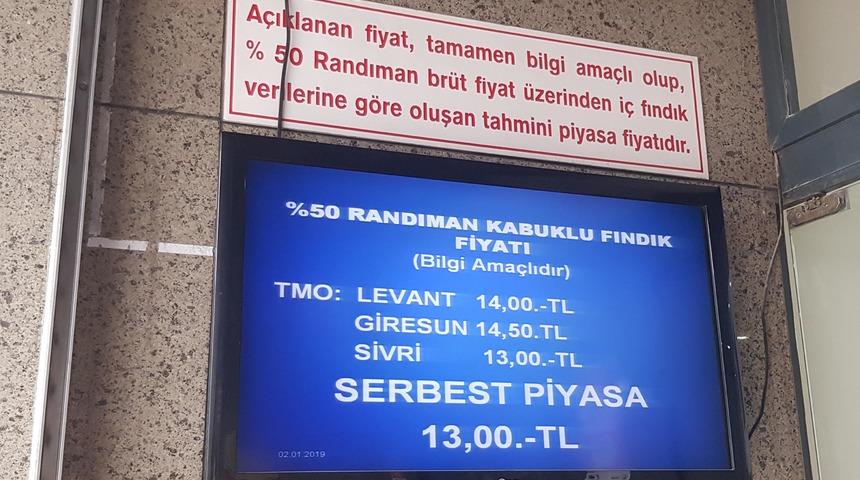 Açıklanan fiyat, tamamen bilgi amaçlı olup,
% 50 Randıman brüt fiyat üzerinden iç fındık
verilerine göre oluşan tahmini piyasa fiyatıdır.
%50 RANDIMAN KABUKLU FINDIK
FİYATI
(Bilgi Amaçlıdır)
TMO: LEVANT 14,00.-TL
GİRESUN 14,50.TL
SİVRİ 13,00.-TL
SERBEST PİYASA
13,00.-TL
02.01.2019